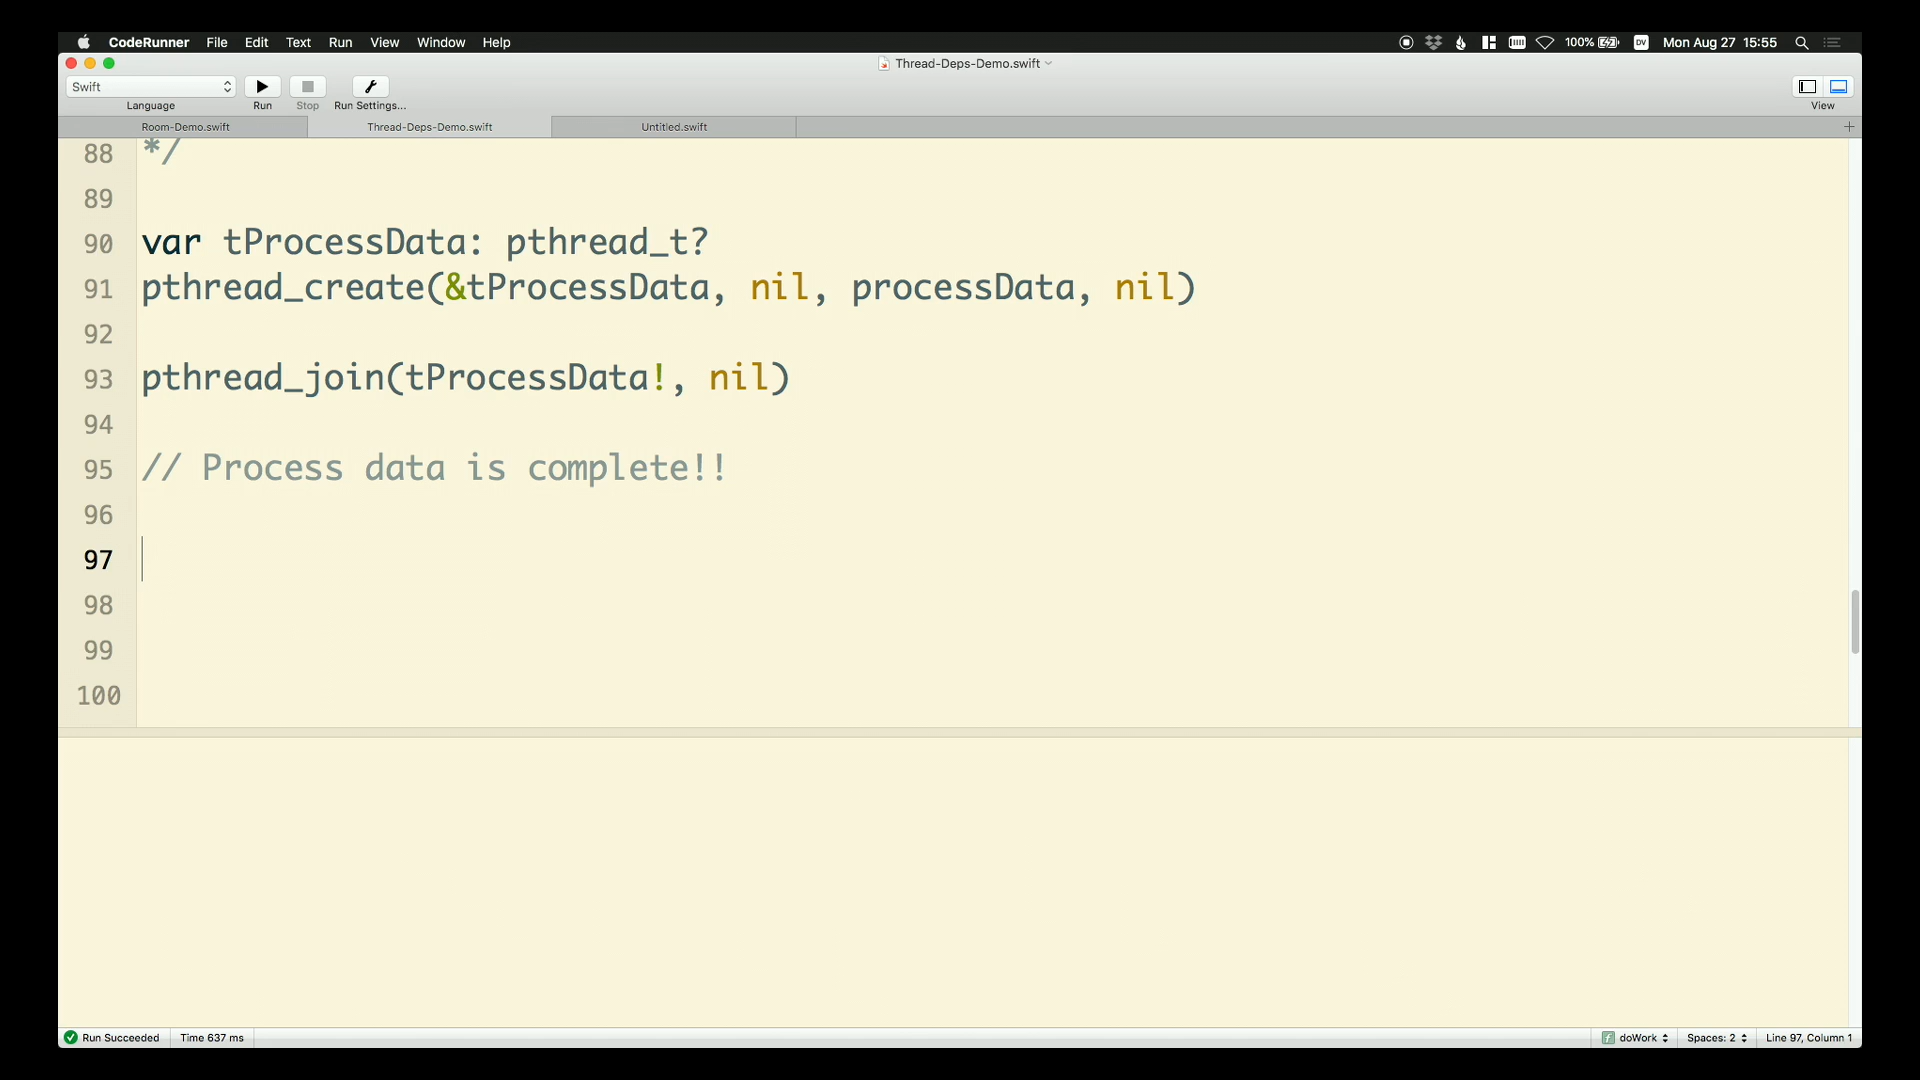 CodeRunner File Edit Text Run View Window Help 100% DV Mon Aug 27 15:55
Thread-Deps-Demo.swift
Swift
Language Run Stop Run Settings... View
Room-Demo.swift Thread-Deps-Demo.swift Untitled.swift
88 */
89
90 var tProcessData: pthread_t?
91 pthread_create(&tProcessData, nil, processData, nil)
92
93 pthread_join(tProcessData!, nil)
94
95 // Process data is complete!!
96
97
98
99
100
Run Succeeded Time 637 ms f doWork Spaces: 2 Line 97, Column 1